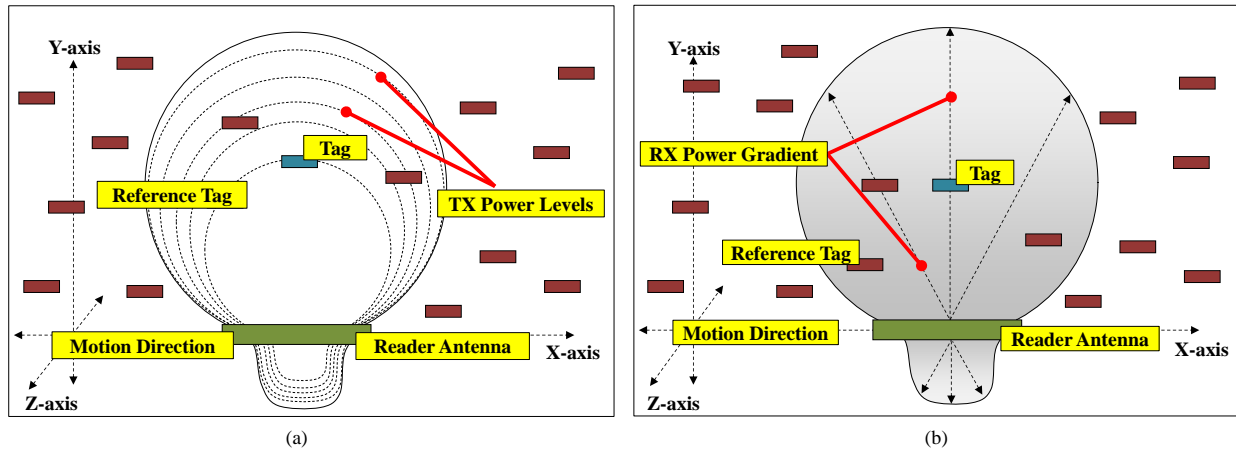 Y-axis
Tag
Reference Tag
TX Power Levels
Motion Direction
Reader Antenna
X-axis
Z-axis
(a)
Y-axis
RX Power Gradient
Tag
Reference Tag
Motion Direction
Reader Antenna
X-axis
Z-axis
(b)